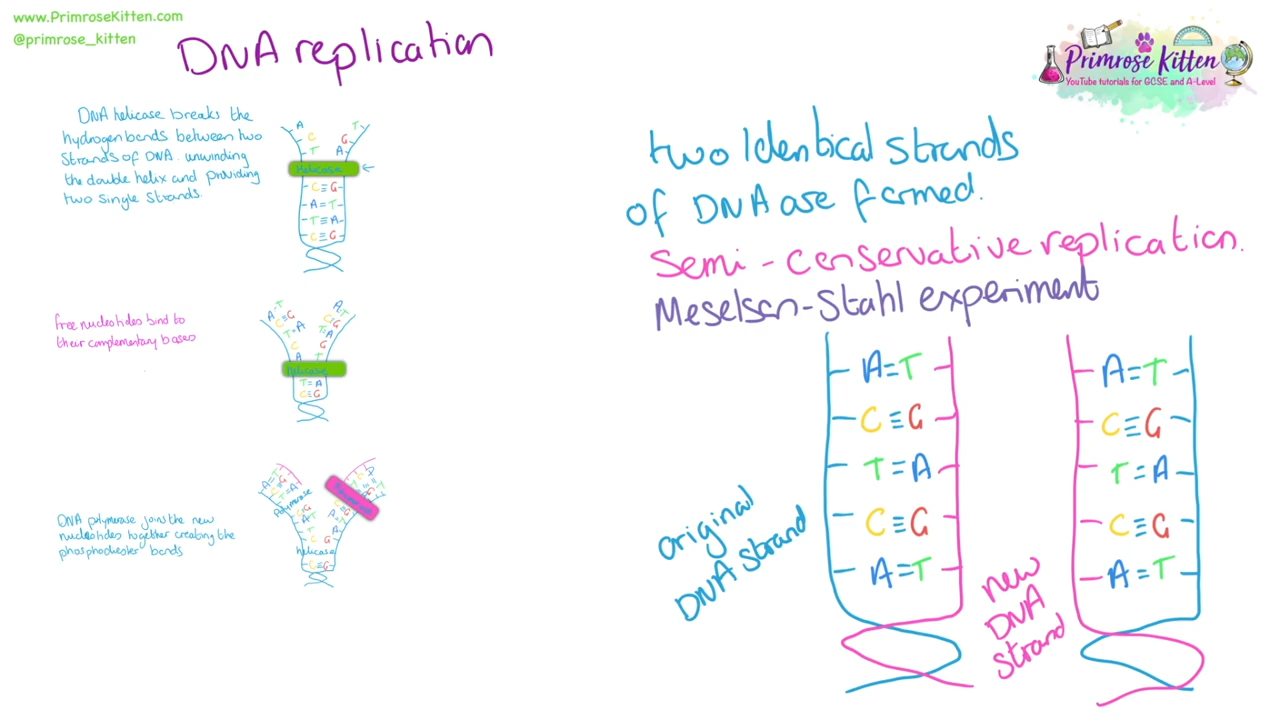 www.PrimroseKitten.com
@primrose_kitten
DNA replication
Primrose Kitten
YouTube tutorials for GCSE and A-Level
DNA helicase breaks the
hydrogen bonds between two
strands of DNA. unwinding
the double helix and providing
two single strands.
A T
C G
T A
Helicase
C≡G
A=T
T=A
C≡G
free nucleotides bind to
their complementary bases
A=T A=T
C≡G C≡G
T=A T=A
C G
A T
Helicase
T=A
C≡G
DNA polymerase joins the new
nucleotides together creating the
phosphodiester bonds
A=T
C≡G
T=A
Polymerase
helicase
C≡G
two Identical strands
of DNA are formed.
Semi-conservative replication.
Meselson-Stahl experiment
A=T A=T
C≡G C≡G
T=A T=A
C≡G C≡G
A=T A=T
original
DNA strand
new
DNA
strand